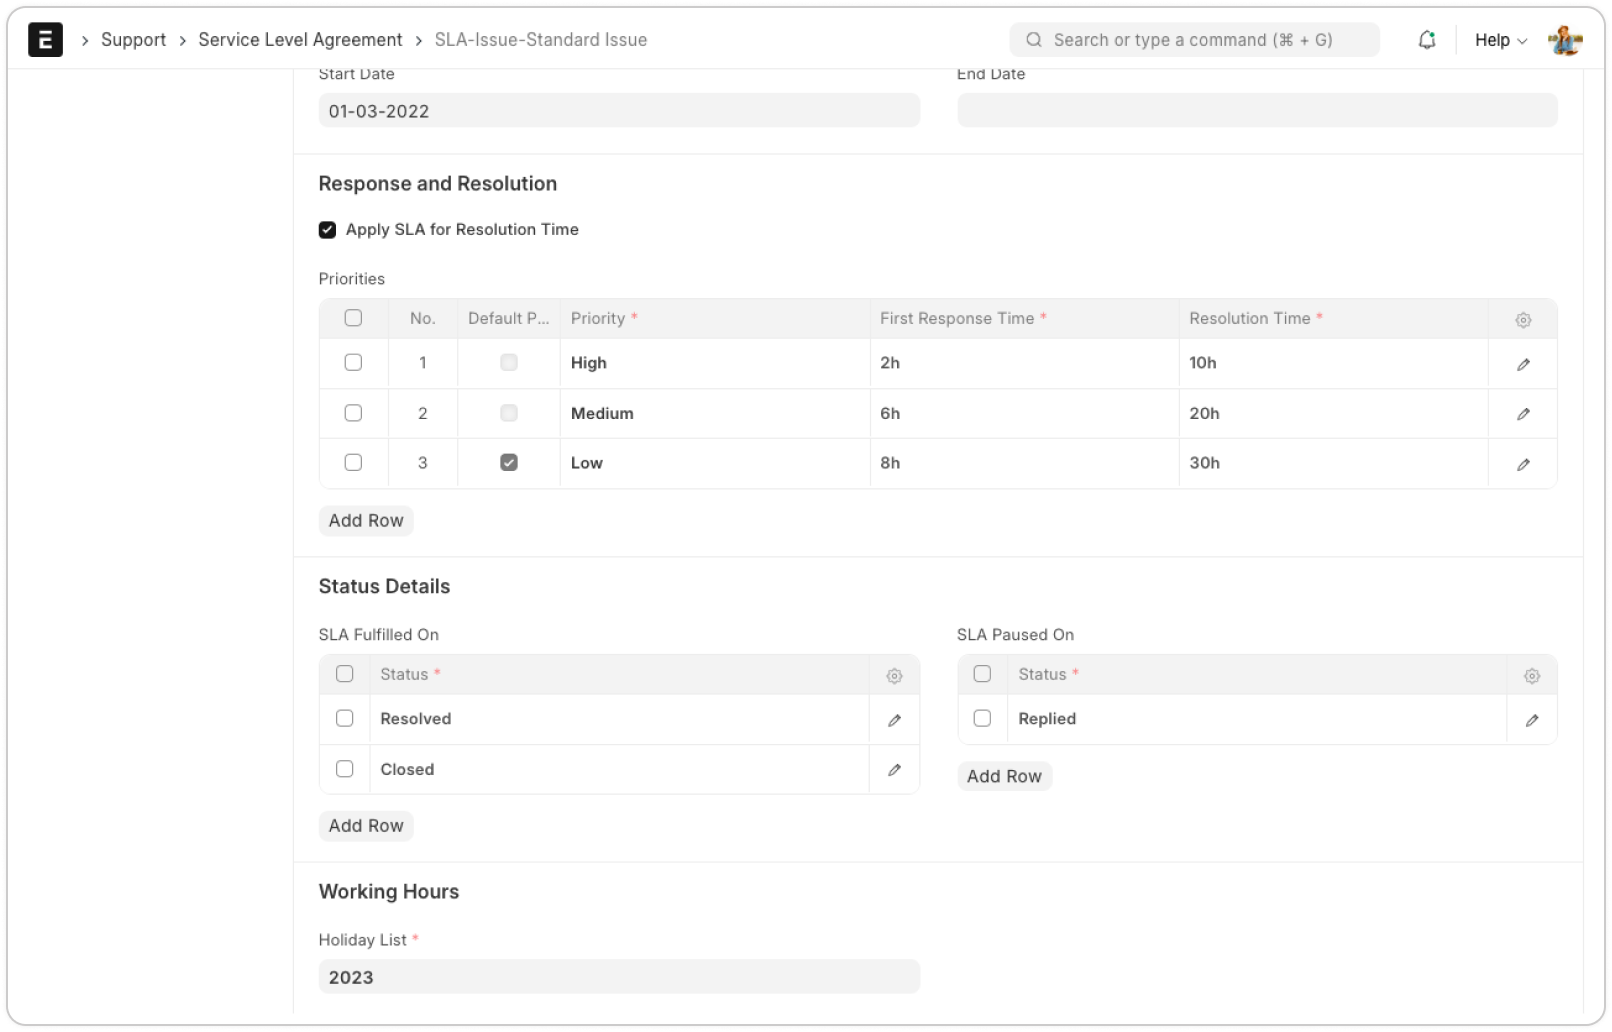 E > Support > Service Level Agreement > SLA-Issue-Standard Issue Search or type a command (⌘ + G) Help
Start Date End Date
01-03-2022
Response and Resolution
Apply SLA for Resolution Time
Priorities
No. Default P... Priority * First Response Time * Resolution Time *
1 High 2h 10h
2 Medium 6h 20h
3 Low 8h 30h
Add Row
Status Details
SLA Fulfilled On SLA Paused On
Status * Status *
Resolved Replied
Closed
Add Row
Add Row
Working Hours
Holiday List *
2023